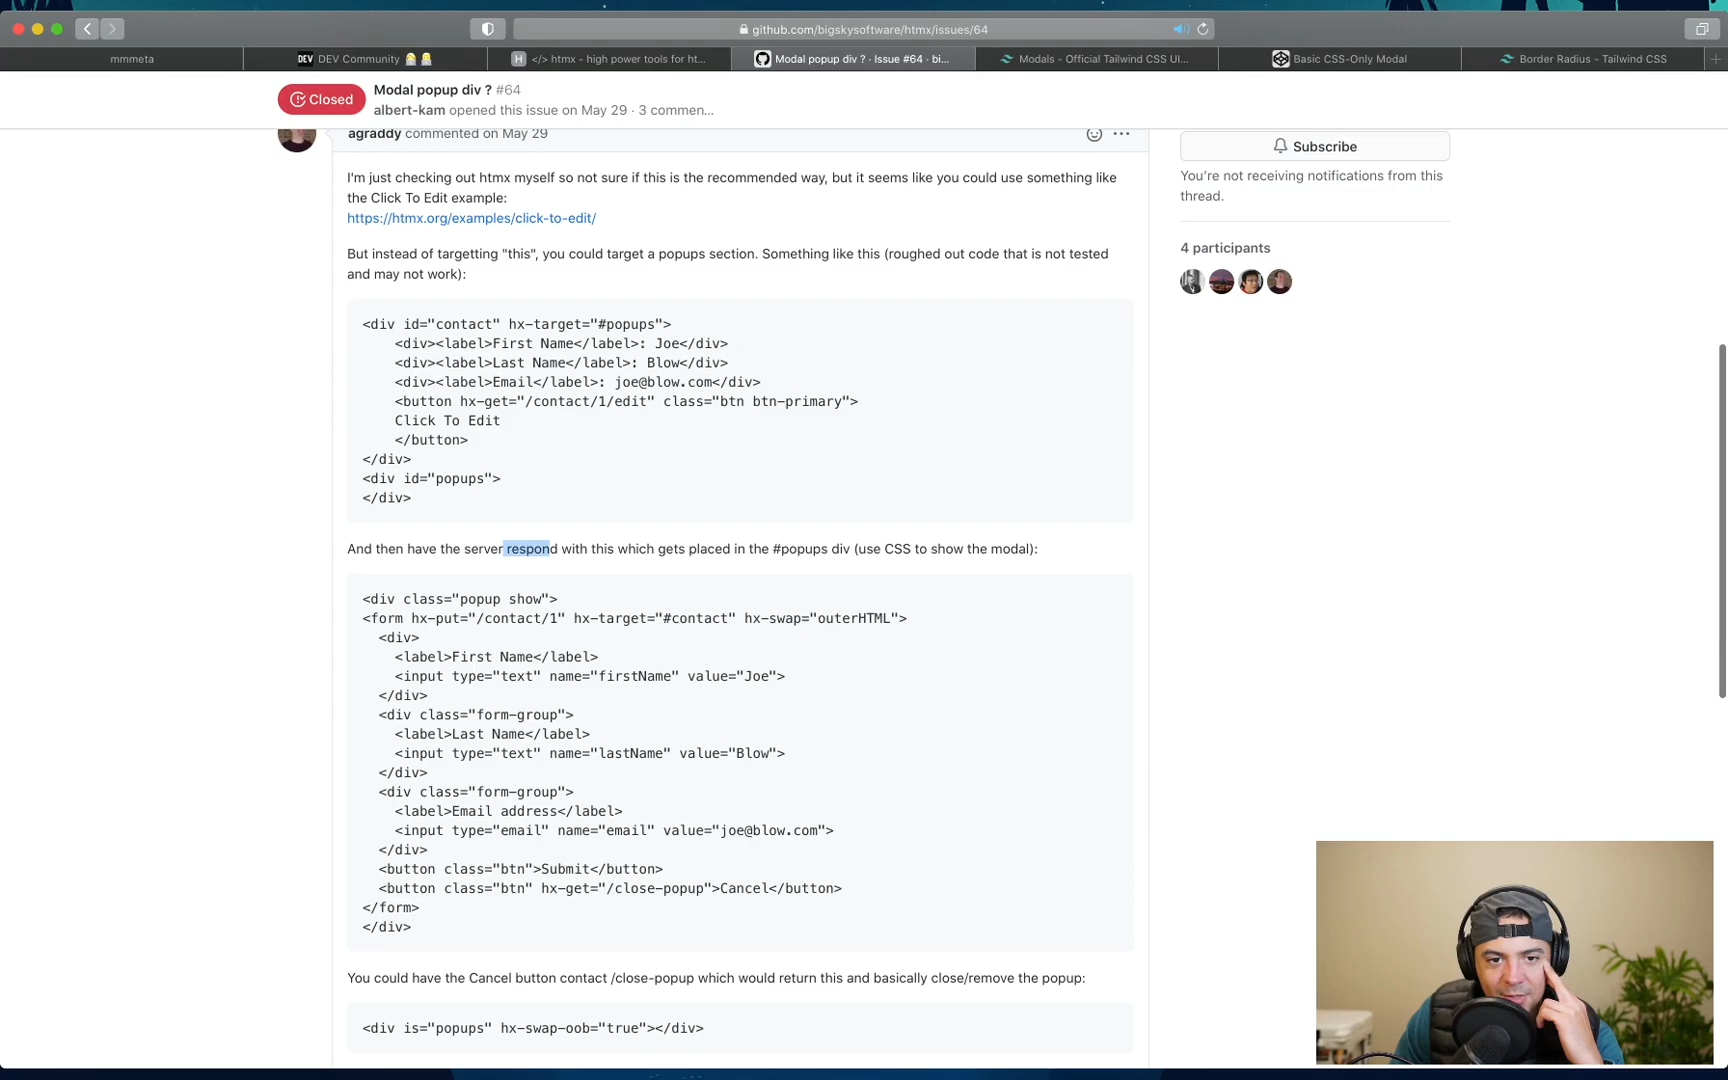 github.com/bigskysoftware/htmx/issues/64
mmmeta
DEV DEV Community
H </> htmx - high power tools for ht...
Modal popup div ? · Issue #64 · bi...
Modals - Official Tailwind CSS UI...
Basic CSS-Only Modal
Border Radius - Tailwind CSS
Closed
Modal popup div ? #64
albert-kam opened this issue on May 29 · 3 commen...
agraddy commented on May 29
I'm just checking out htmx myself so not sure if this is the recommended way, but it seems like you could use something like
the Click To Edit example:
https://htmx.org/examples/click-to-edit/
But instead of targetting "this", you could target a popups section. Something like this (roughed out code that is not tested
and may not work):
<div id="contact" hx-target="#popups">
    <div><label>First Name</label>: Joe</div>
    <div><label>Last Name</label>: Blow</div>
    <div><label>Email</label>: joe@blow.com</div>
    <button hx-get="/contact/1/edit" class="btn btn-primary">
    Click To Edit
    </button>
</div>
<div id="popups">
</div>
And then have the server respond with this which gets placed in the #popups div (use CSS to show the modal):
<div class="popup show">
<form hx-put="/contact/1" hx-target="#contact" hx-swap="outerHTML">
  <div>
    <label>First Name</label>
    <input type="text" name="firstName" value="Joe">
  </div>
  <div class="form-group">
    <label>Last Name</label>
    <input type="text" name="lastName" value="Blow">
  </div>
  <div class="form-group">
    <label>Email address</label>
    <input type="email" name="email" value="joe@blow.com">
  </div>
  <button class="btn">Submit</button>
  <button class="btn" hx-get="/close-popup">Cancel</button>
</form>
</div>
You could have the Cancel button contact /close-popup which would return this and basically close/remove the popup:
<div is="popups" hx-swap-oob="true"></div>
Subscribe
You're not receiving notifications from this
thread.
4 participants